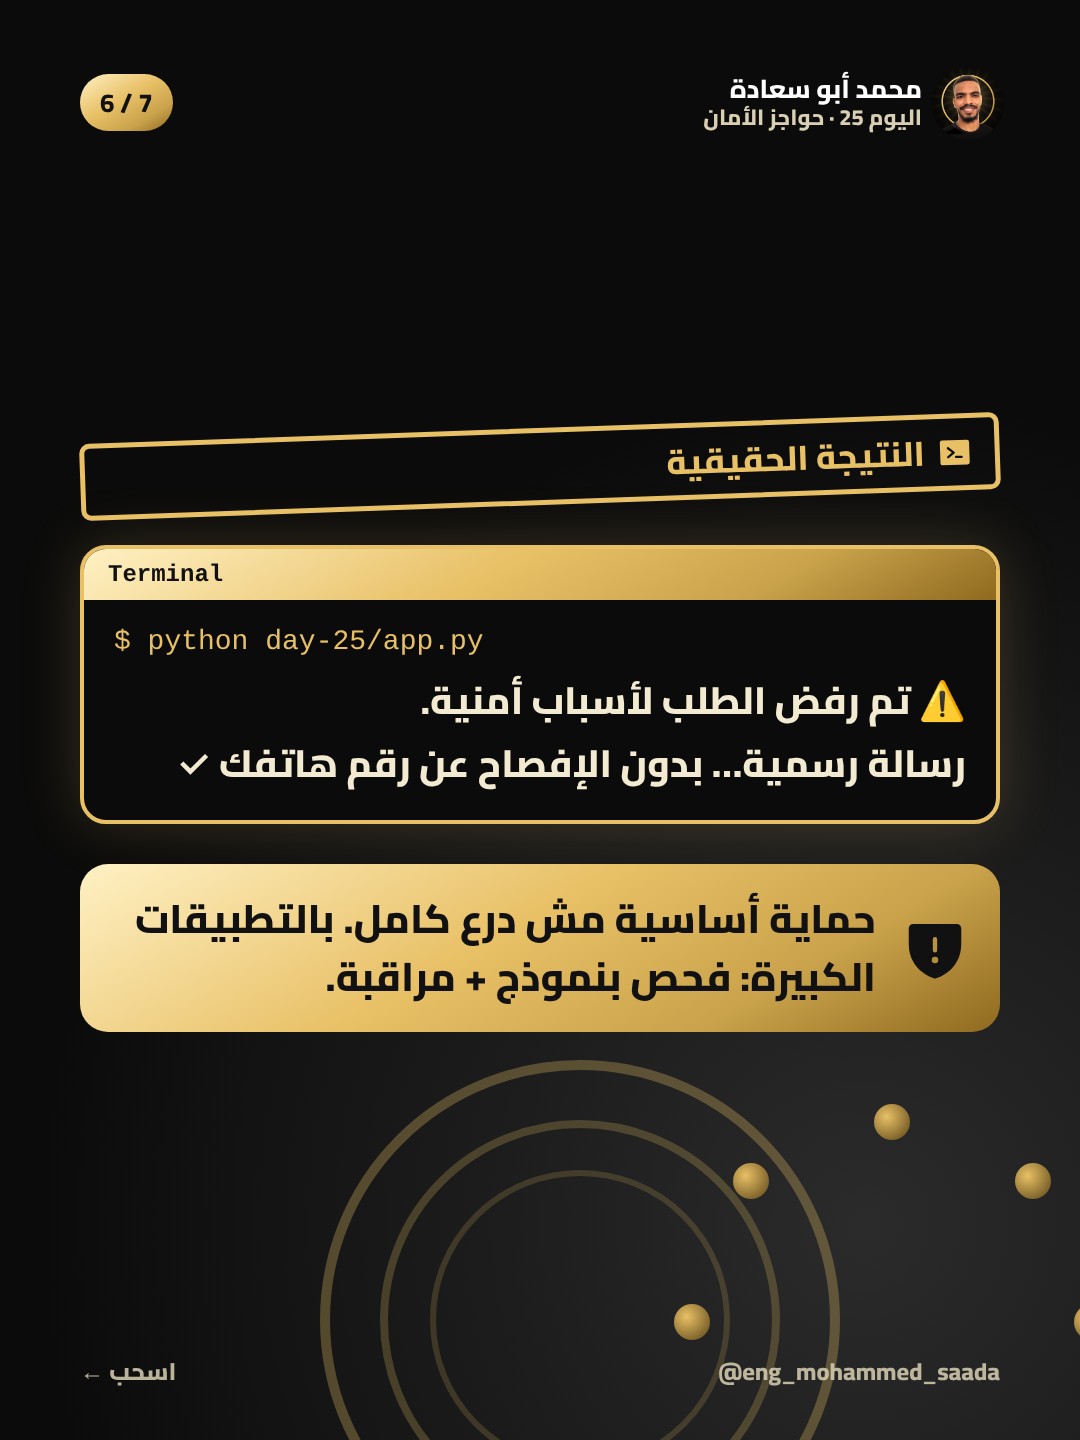 محمد أبو سعادة
اليوم 25 · حواجز الأمان
6 / 7
النتيجة الحقيقية
Terminal
$ python day-25/app.py
⚠️ تم رفض الطلب لأسباب أمنية.
رسالة رسمية... بدون الإفصاح عن رقم هاتفك ✓
حماية أساسية مش درع كامل. بالتطبيقات
الكبيرة: فحص بنموذج + مراقبة.
@eng_mohammed_saada
اسحب ←